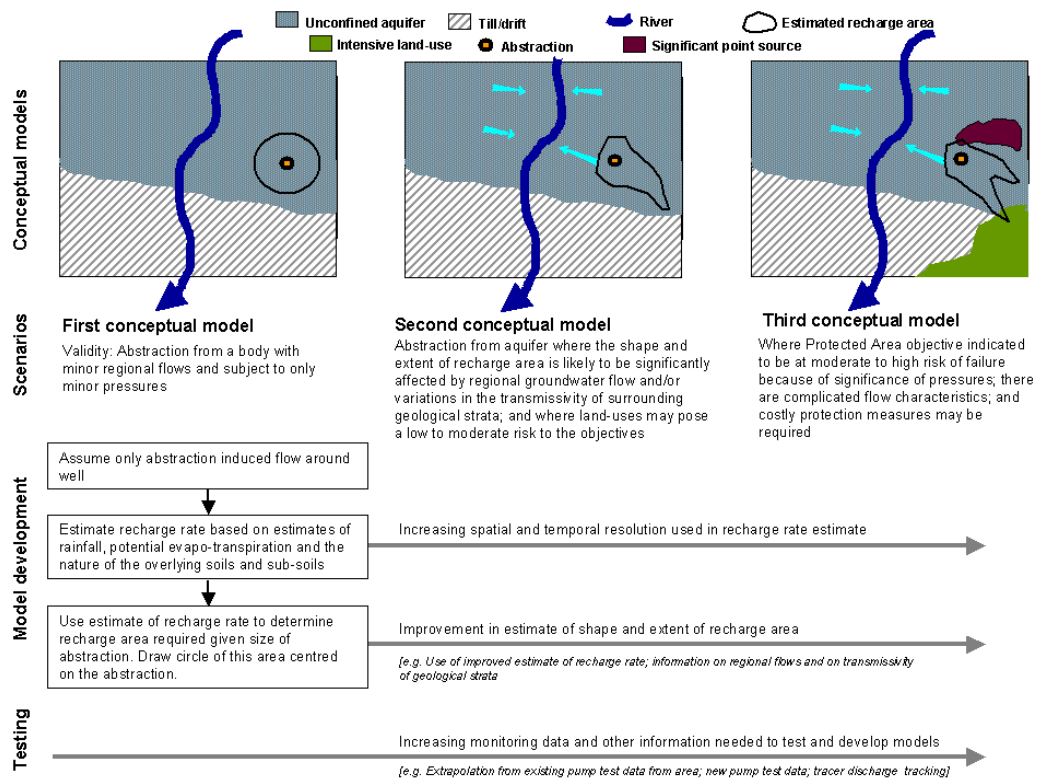 Unconfined aquifer
Till/drift
River
Estimated recharge area
Intensive land-use
Abstraction
Significant point source
Conceptual models
Scenarios
First conceptual model
Validity: Abstraction from a body with
minor regional flows and subject to only
minor pressures
Second conceptual model
Abstraction from aquifer where the shape and
extent of recharge area is likely to be significantly
affected by regional groundwater flow and/or
variations in the transmissivity of surrounding
geological strata; and where land-uses may pose
a low to moderate risk to the objectives
Third conceptual model
Where Protected Area objective indicated
to be at moderate to high risk of failure
because of significance of pressures; there
are complicated flow characteristics; and
costly protection measures may be
required
Model development
Assume only abstraction induced flow around
well
Estimate recharge rate based on estimates of
rainfall, potential evapo-transpiration and the
nature of the overlying soils and sub-soils
Increasing spatial and temporal resolution used in recharge rate estimate
Use estimate of recharge rate to determine
recharge area required given size of
abstraction. Draw circle of this area centred
on the abstraction.
Improvement in estimate of shape and extent of recharge area
[e.g. Use of improved estimate of recharge rate; information on regional flows and on transmissivity
of geological strata
Testing
Increasing monitoring data and other information needed to test and develop models
[e.g. Extrapolation from existing pump test data from area; new pump test data; tracer discharge tracking]